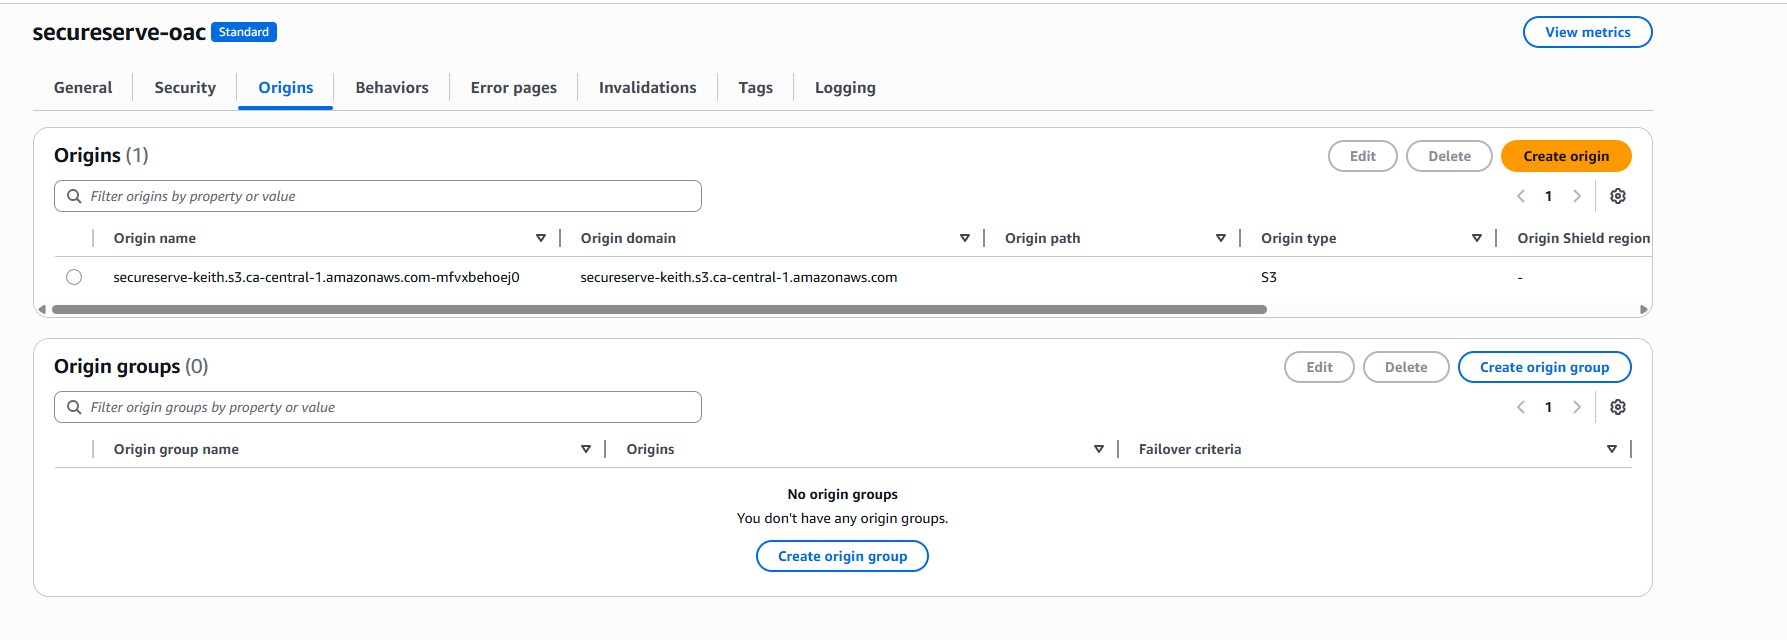 secureserve-oac Standard View metrics
General Security Origins Behaviors Error pages Invalidations Tags Logging
Origins (1) Edit Delete Create origin
Filter origins by property or value 1
Origin name Origin domain Origin path Origin type Origin Shield region
secureserve-keith.s3.ca-central-1.amazonaws.com-mfvxbehoej0 secureserve-keith.s3.ca-central-1.amazonaws.com S3 -
Origin groups (0) Edit Delete Create origin group
Filter origin groups by property or value 1
Origin group name Origins Failover criteria
No origin groups
You don't have any origin groups.
Create origin group